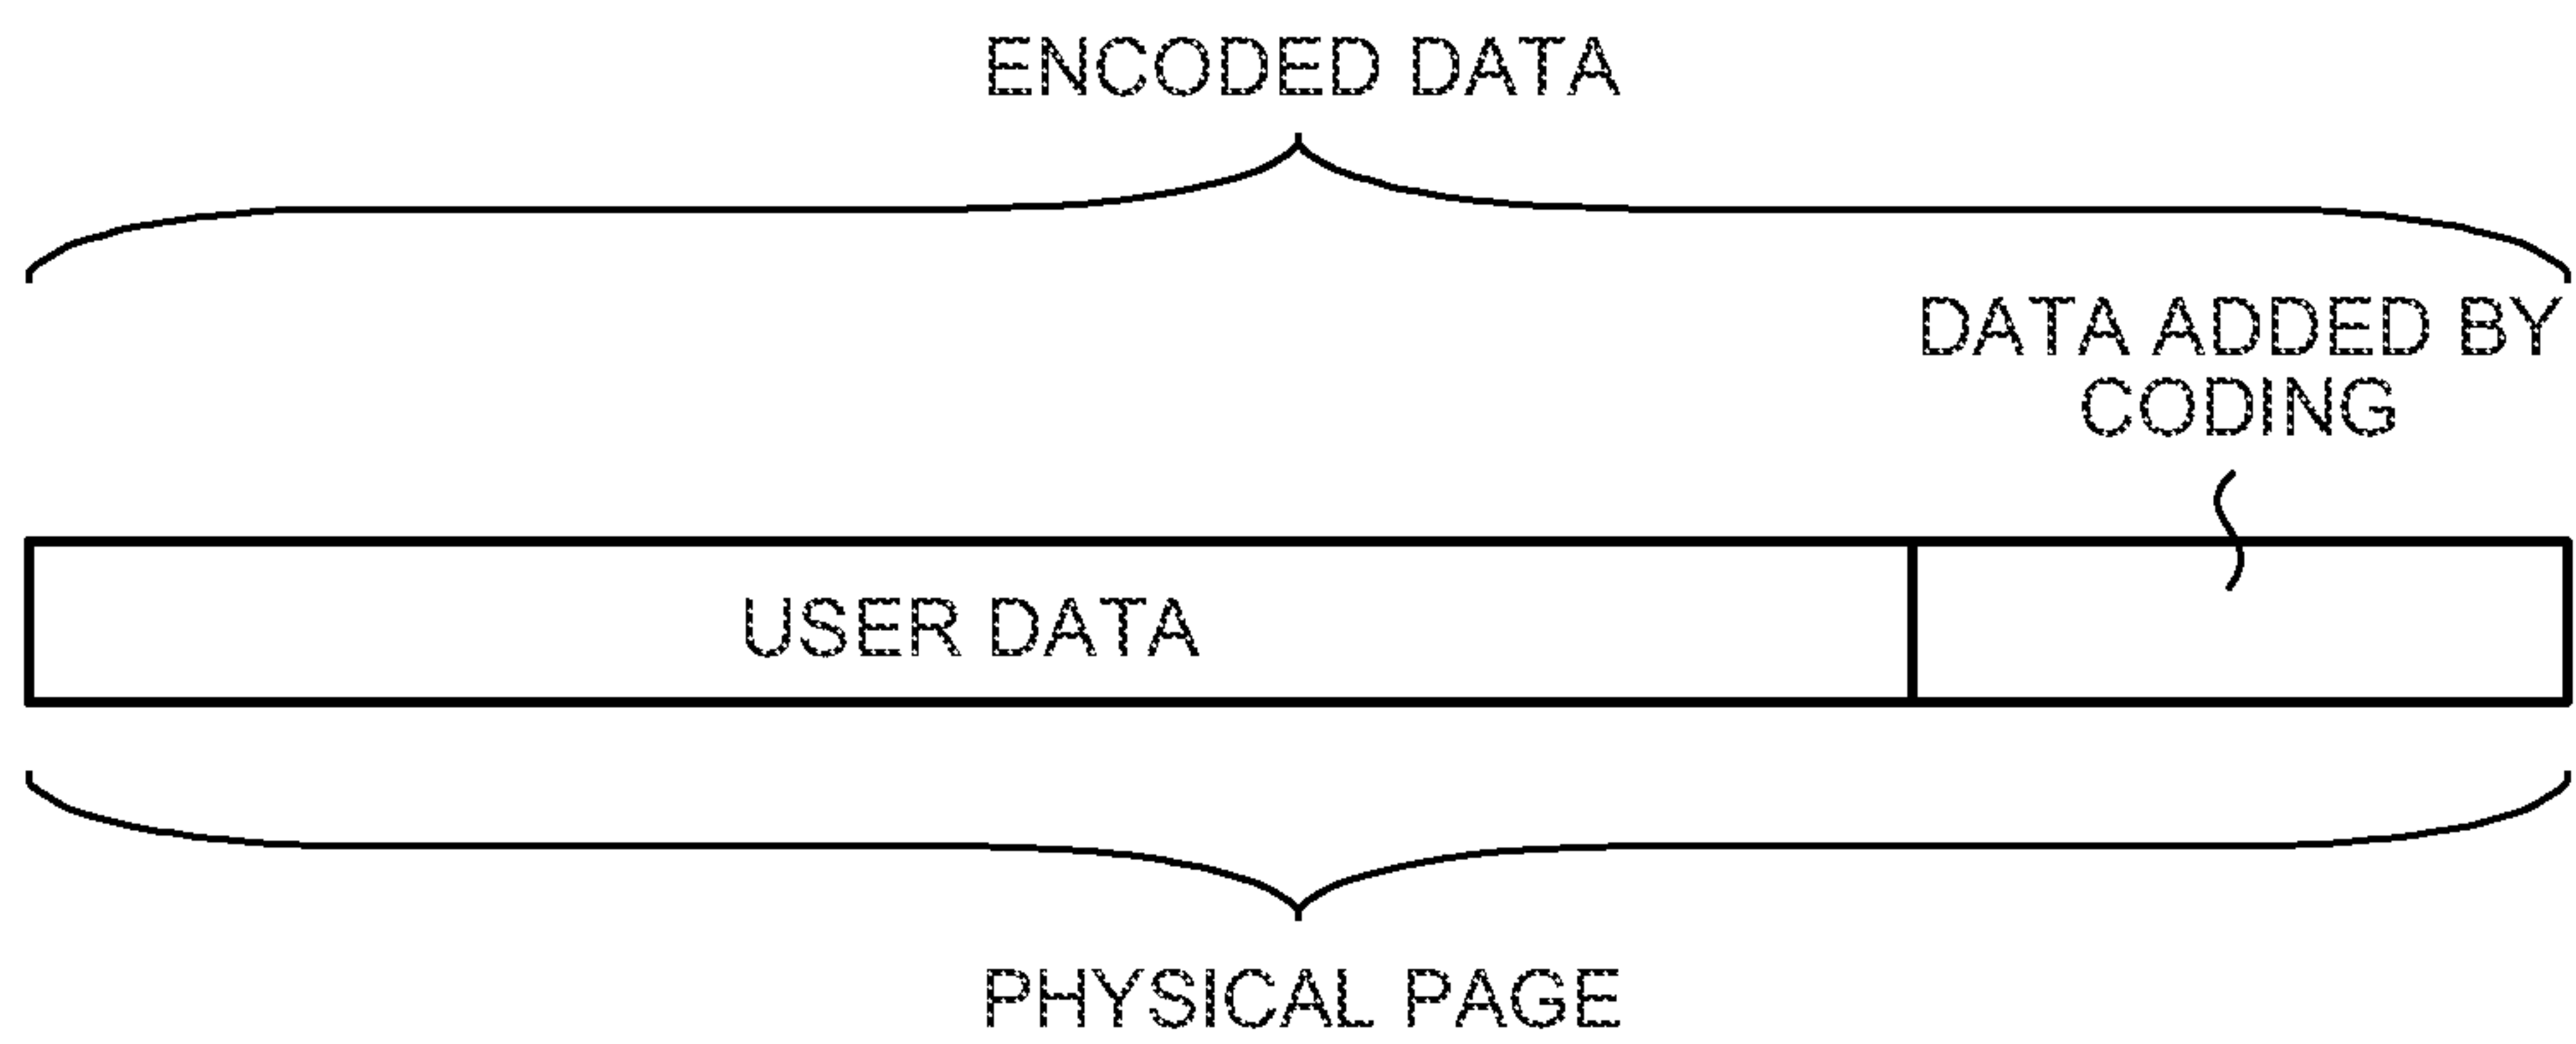 ENCODED DATA
DATA ADDED BY
CODING
USER DATA
PHYSICAL PAGE